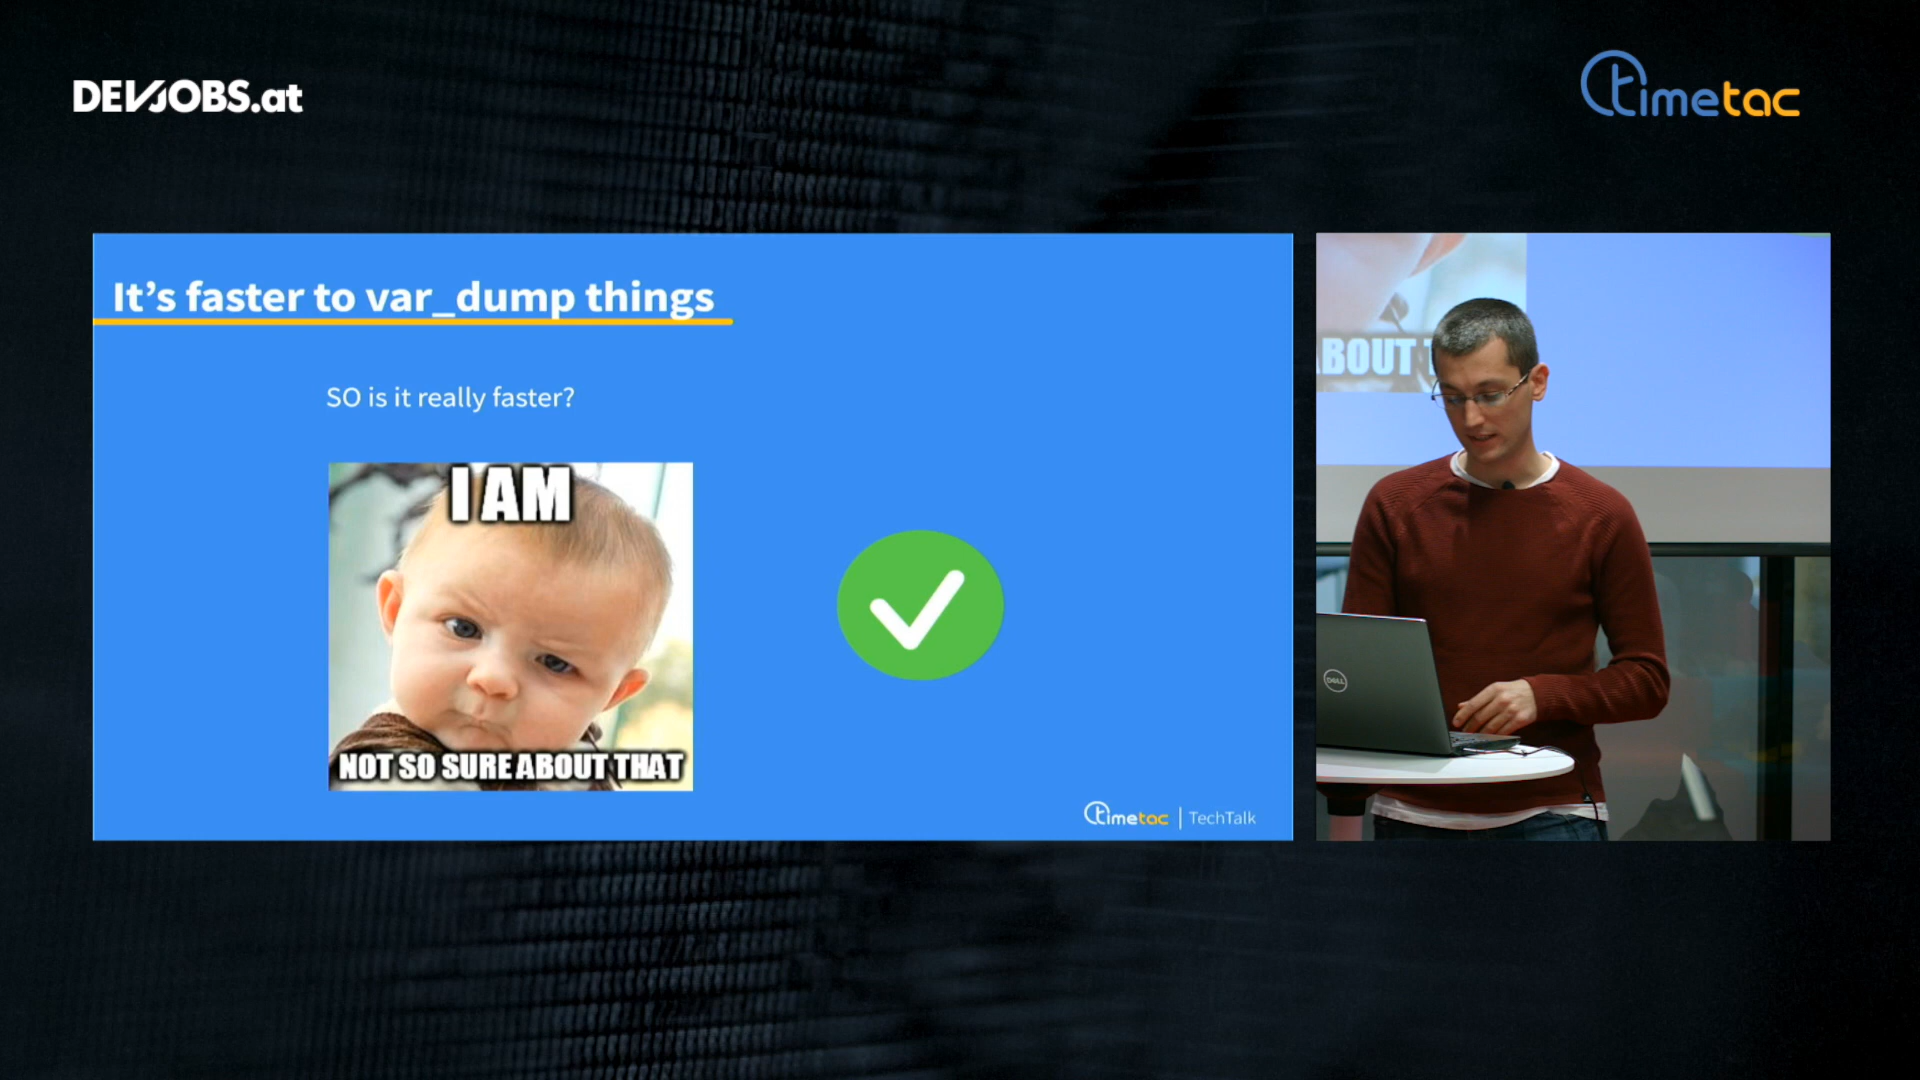 DEVJOBS.at
timetac
It's faster to var_dump things
SO is it really faster?
I AM
NOT SO SURE ABOUT THAT
timetac | TechTalk
BOUT
DELL